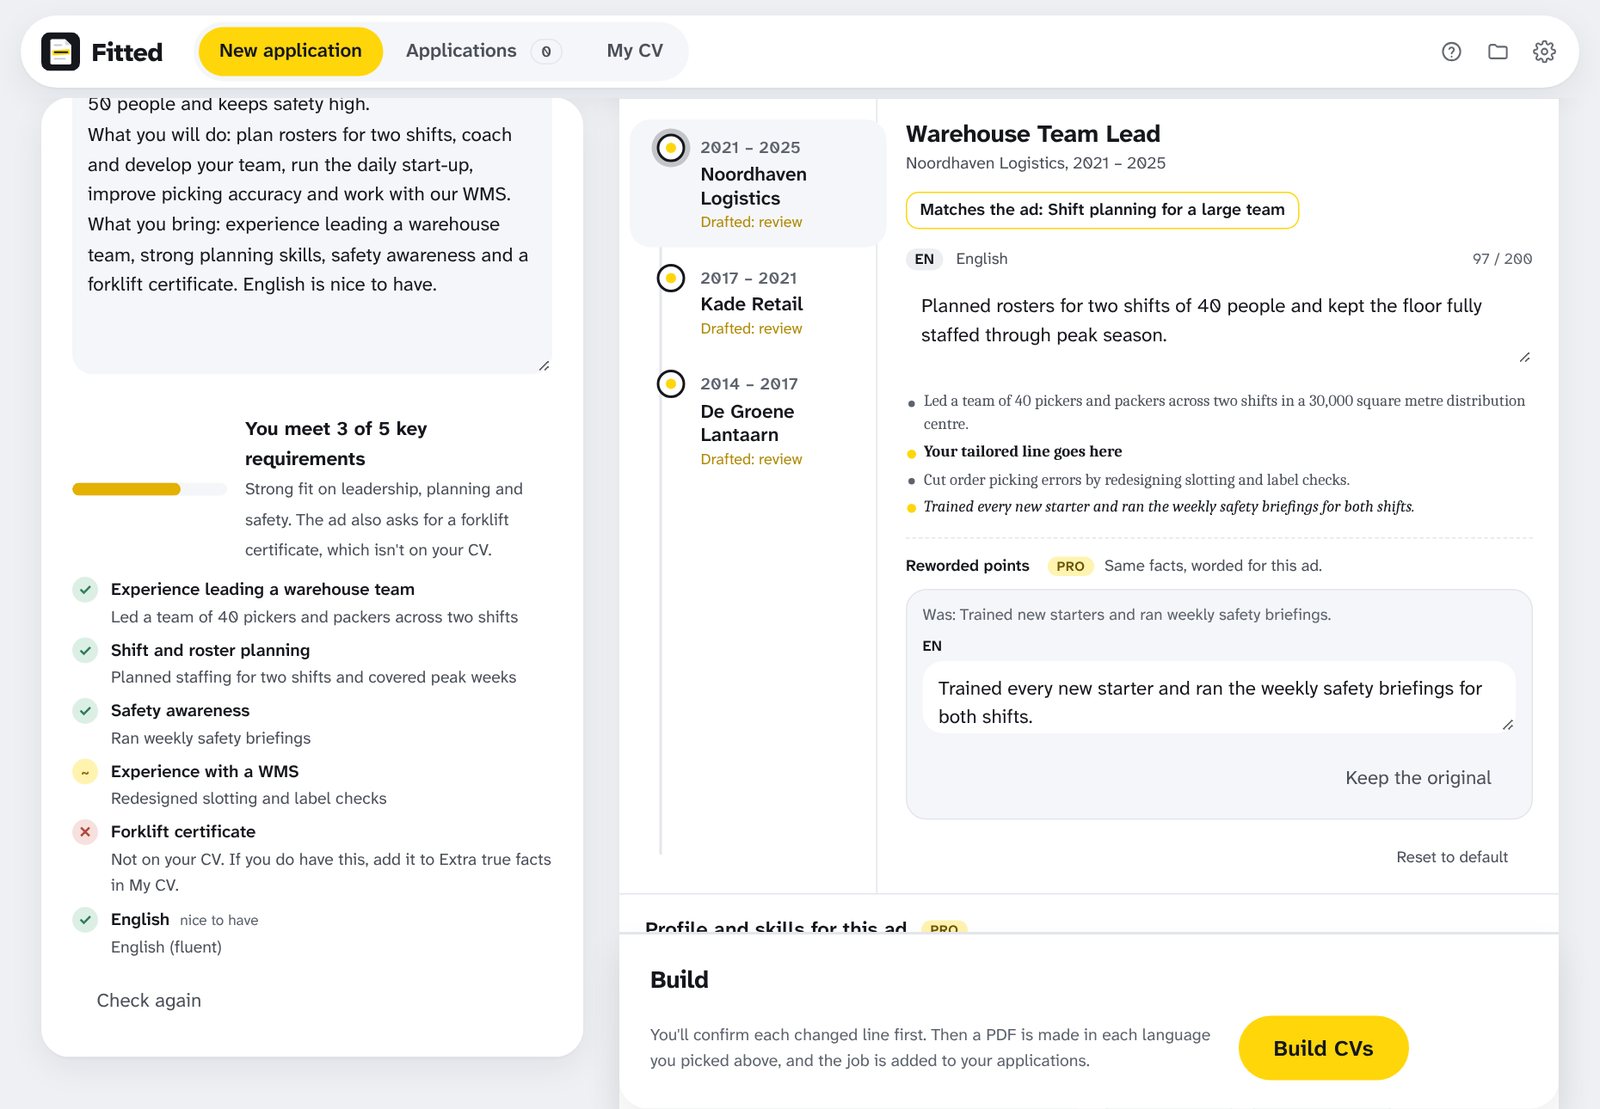 Fitted
New application
Applications 0
My CV
50 people and keeps safety high.
What you will do: plan rosters for two shifts, coach
and develop your team, run the daily start-up,
improve picking accuracy and work with our WMS.
What you bring: experience leading a warehouse
team, strong planning skills, safety awareness and a
forklift certificate. English is nice to have.
You meet 3 of 5 key
requirements
Strong fit on leadership, planning and
safety. The ad also asks for a forklift
certificate, which isn't on your CV.
Experience leading a warehouse team
Led a team of 40 pickers and packers across two shifts
Shift and roster planning
Planned staffing for two shifts and covered peak weeks
Safety awareness
Ran weekly safety briefings
~ Experience with a WMS
Redesigned slotting and label checks
Forklift certificate
Not on your CV. If you do have this, add it to Extra true facts
in My CV.
English nice to have
English (fluent)
Check again
2021 – 2025
Noordhaven
Logistics
Drafted: review
2017 – 2021
Kade Retail
Drafted: review
2014 – 2017
De Groene
Lantaarn
Drafted: review
Warehouse Team Lead
Noordhaven Logistics, 2021 – 2025
Matches the ad: Shift planning for a large team
EN English 97 / 200
Planned rosters for two shifts of 40 people and kept the floor fully
staffed through peak season.
Led a team of 40 pickers and packers across two shifts in a 30,000 square metre distribution
centre.
Your tailored line goes here
Cut order picking errors by redesigning slotting and label checks.
Trained every new starter and ran the weekly safety briefings for both shifts.
Reworded points PRO Same facts, worded for this ad.
Was: Trained new starters and ran weekly safety briefings.
EN
Trained every new starter and ran the weekly safety briefings for
both shifts.
Keep the original
Reset to default
Profile and skills for this ad PRO
Build
You'll confirm each changed line first. Then a PDF is made in each language
you picked above, and the job is added to your applications.
Build CVs